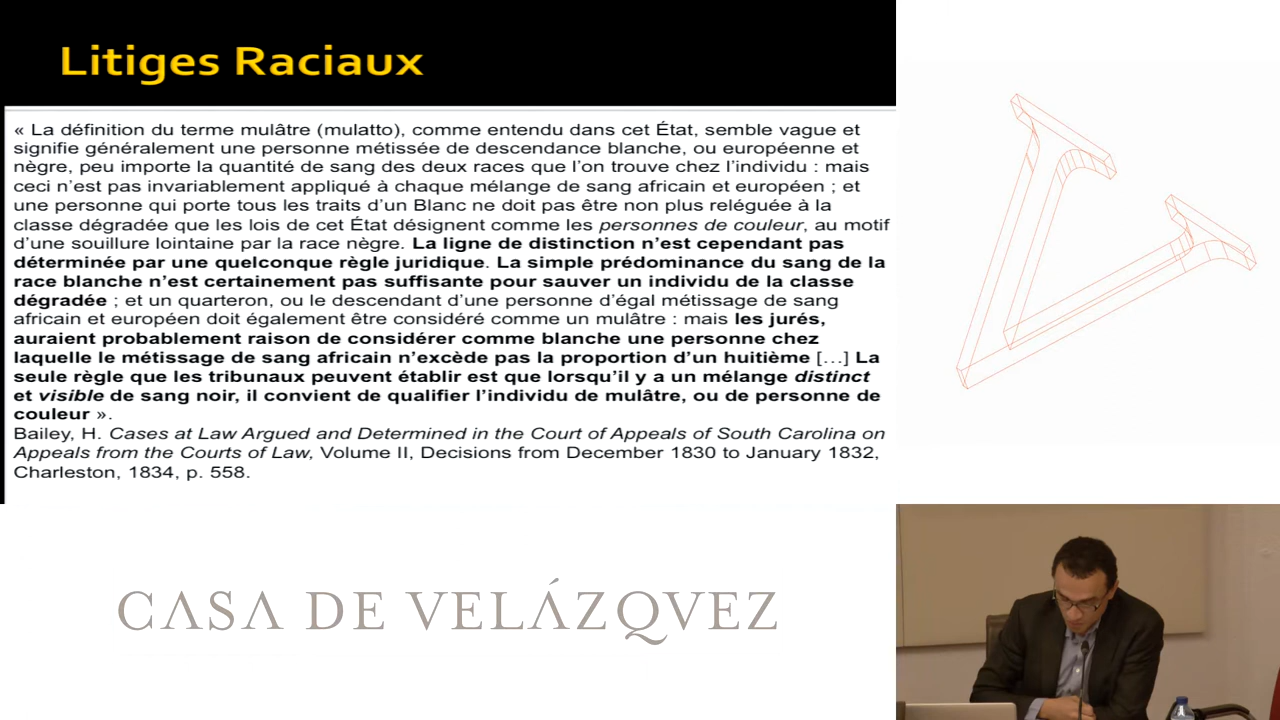 Litiges Raciaux
« La définition du terme mulâtre (mulatto), comme entendu dans cet État, semble vague et
signifie généralement une personne métissée de descendance blanche, ou européenne et
nègre, peu importe la quantité de sang des deux races que l’on trouve chez l’individu : mais
ceci n’est pas invariablement appliqué à chaque mélange de sang africain et européen ; et
une personne qui porte tous les traits d’un Blanc ne doit pas être non plus reléguée à la
classe dégradée que les lois de cet État désignent comme les personnes de couleur, au motif
d’une souillure lointaine par la race nègre. La ligne de distinction n’est cependant pas
déterminée par une quelconque règle juridique. La simple prédominance du sang de la
race blanche n’est certainement pas suffisante pour sauver un individu de la classe
dégradée ; et un quarteron, ou le descendant d’une personne d’égal métissage de sang
africain et européen doit également être considéré comme un mulâtre : mais les jurés,
auraient probablement raison de considérer comme blanche une personne chez
laquelle le métissage de sang africain n’excède pas la proportion d’un huitième […] La
seule règle que les tribunaux peuvent établir est que lorsqu’il y a un mélange distinct
et visible de sang noir, il convient de qualifier l’individu de mulâtre, ou de personne de
couleur ».
Bailey, H. Cases at Law Argued and Determined in the Court of Appeals of South Carolina on
Appeals from the Courts of Law, Volume II, Decisions from December 1830 to January 1832,
Charleston, 1834, p. 558.
CASA DE VELÁZQVEZ